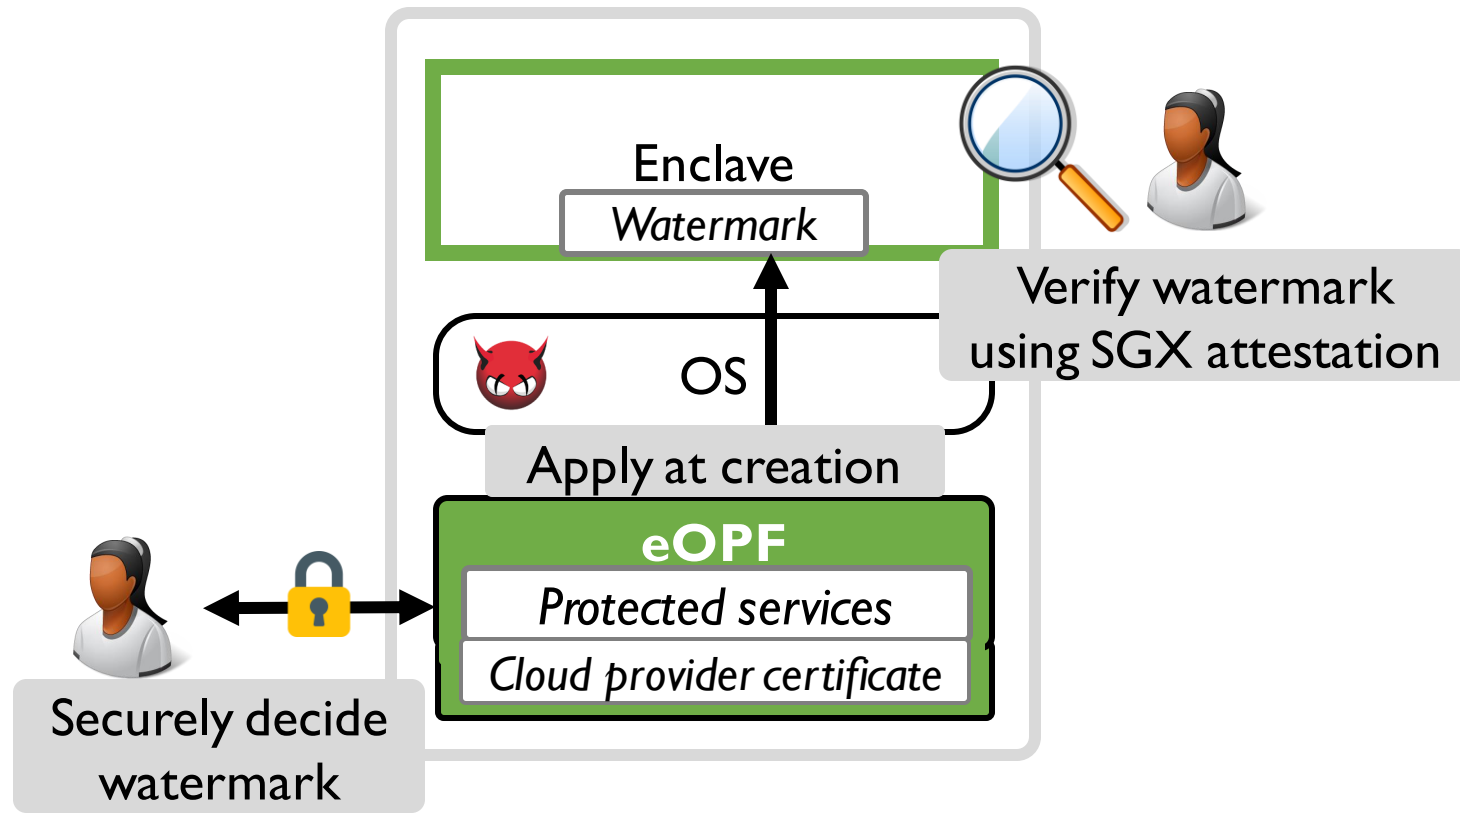 Enclave
Watermark
Verify watermark
using SGX attestation
OS
Apply at creation
eOPF
Protected services
Cloud provider certificate
Securely decide
watermark